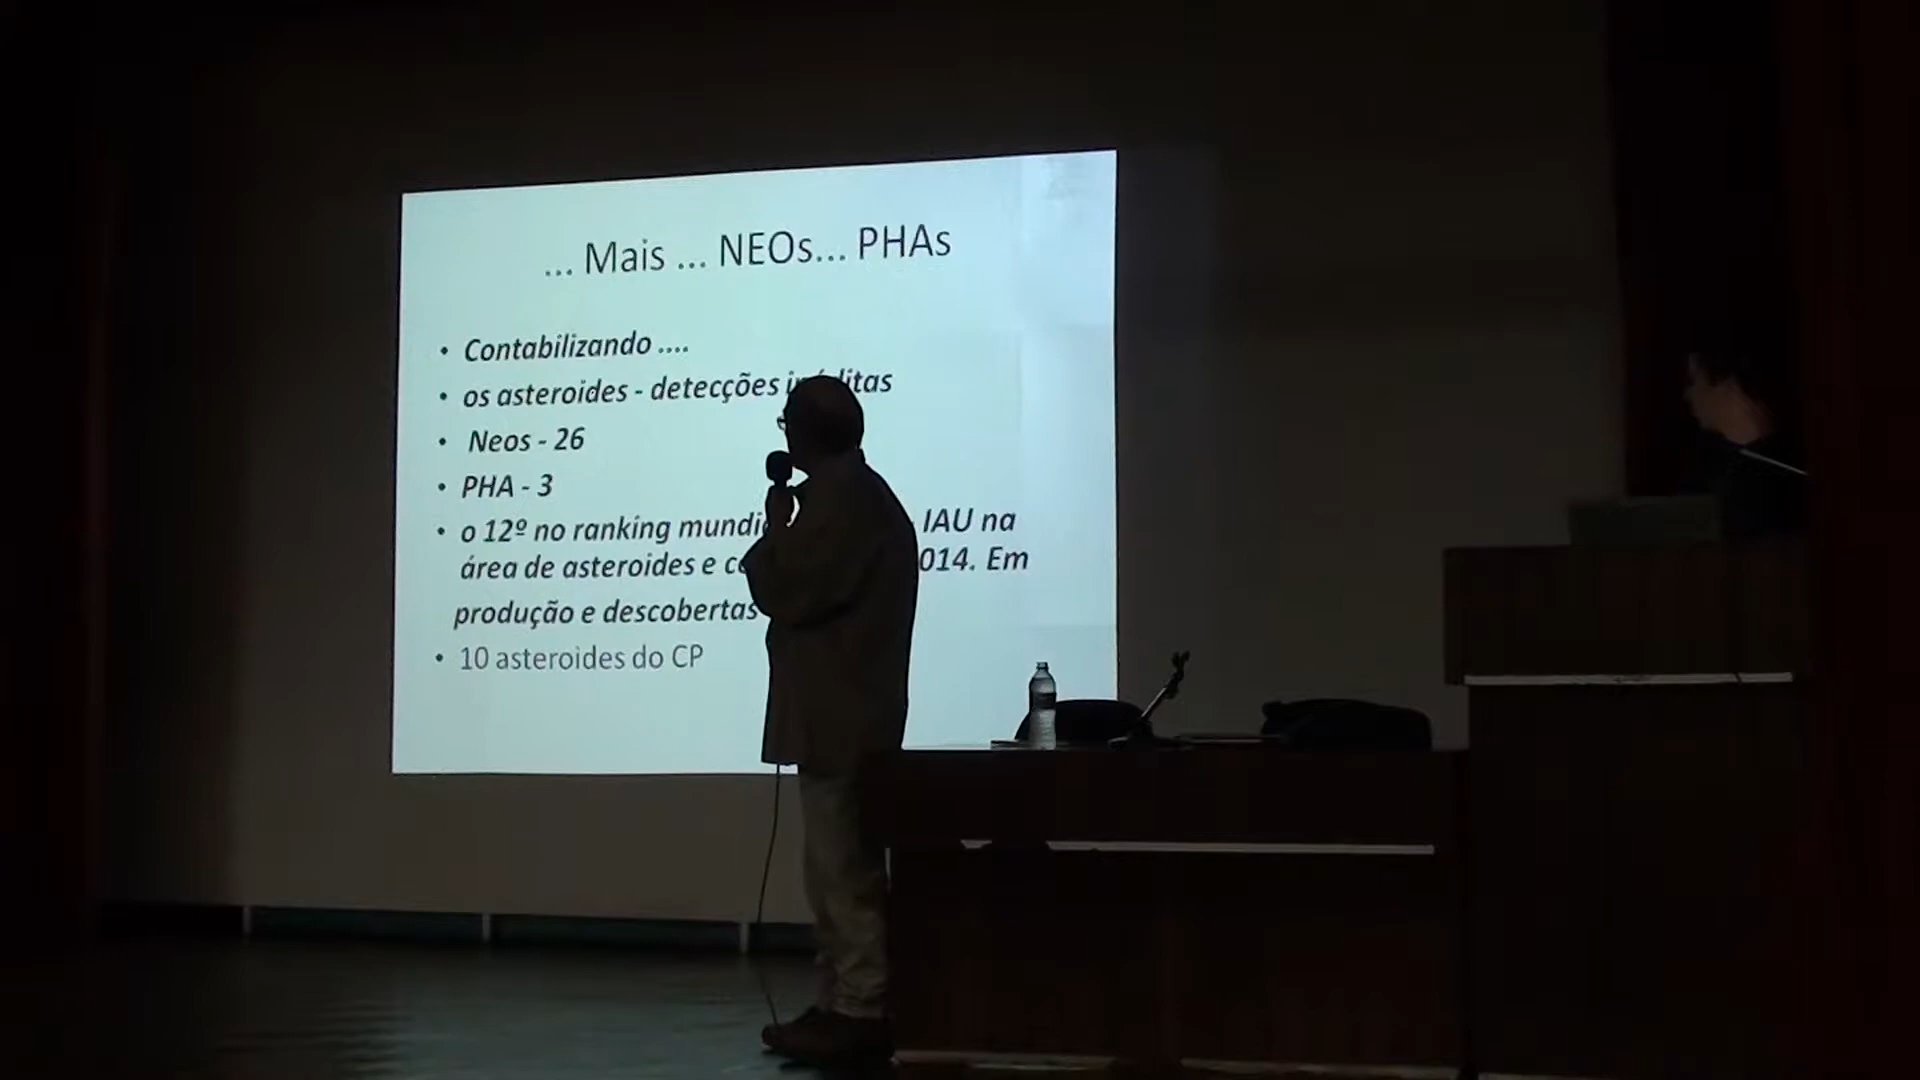 ... Mais ... NEOs... PHAs
• Contabilizando ....
• os asteroides - detecções inéditas
• Neos - 26
• PHA - 3
• o 12º no ranking IAU na
área de asteroides e 014. Em
produção e descobertas
• 10 asteroides do CP